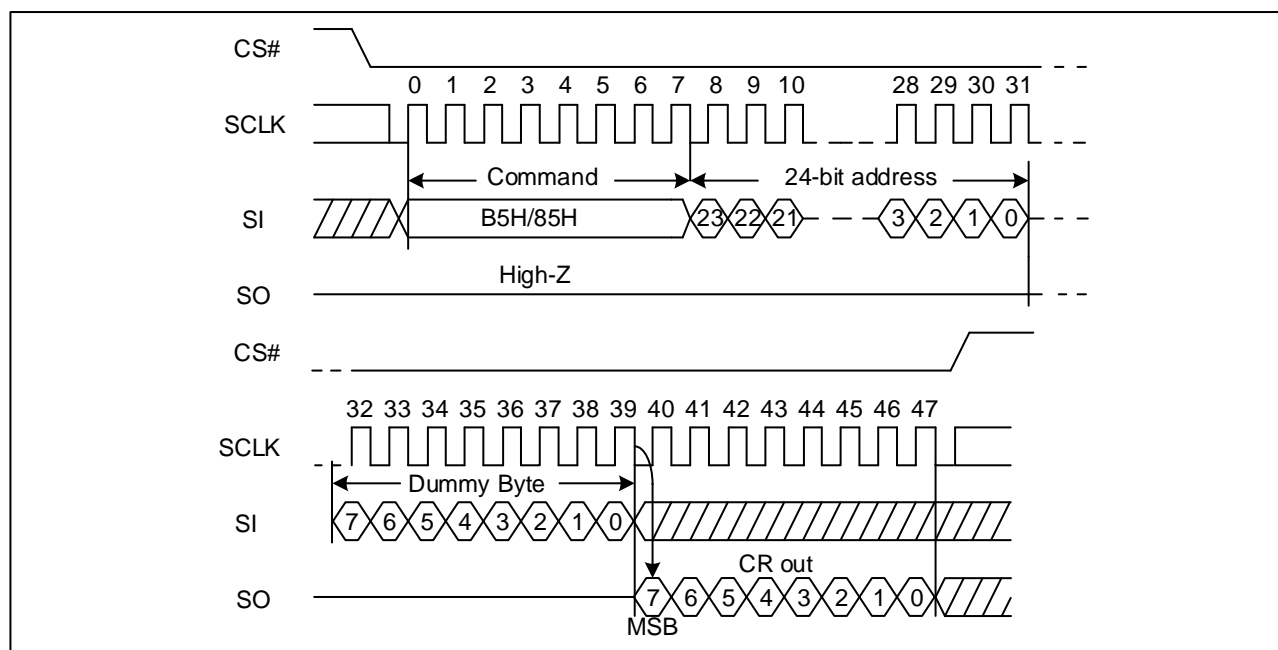 CS#
0 1 2 3 4 5 6 7 8 9 10 28 29 30 31
SCLK
Command 24-bit address
SI B5H/85H 23 22 21 3 2 1 0
High-Z
SO
CS#
32 33 34 35 36 37 38 39 40 41 42 43 44 45 46 47
SCLK
Dummy Byte
SI 7 6 5 4 3 2 1 0
CR out
SO 7 6 5 4 3 2 1 0
MSB